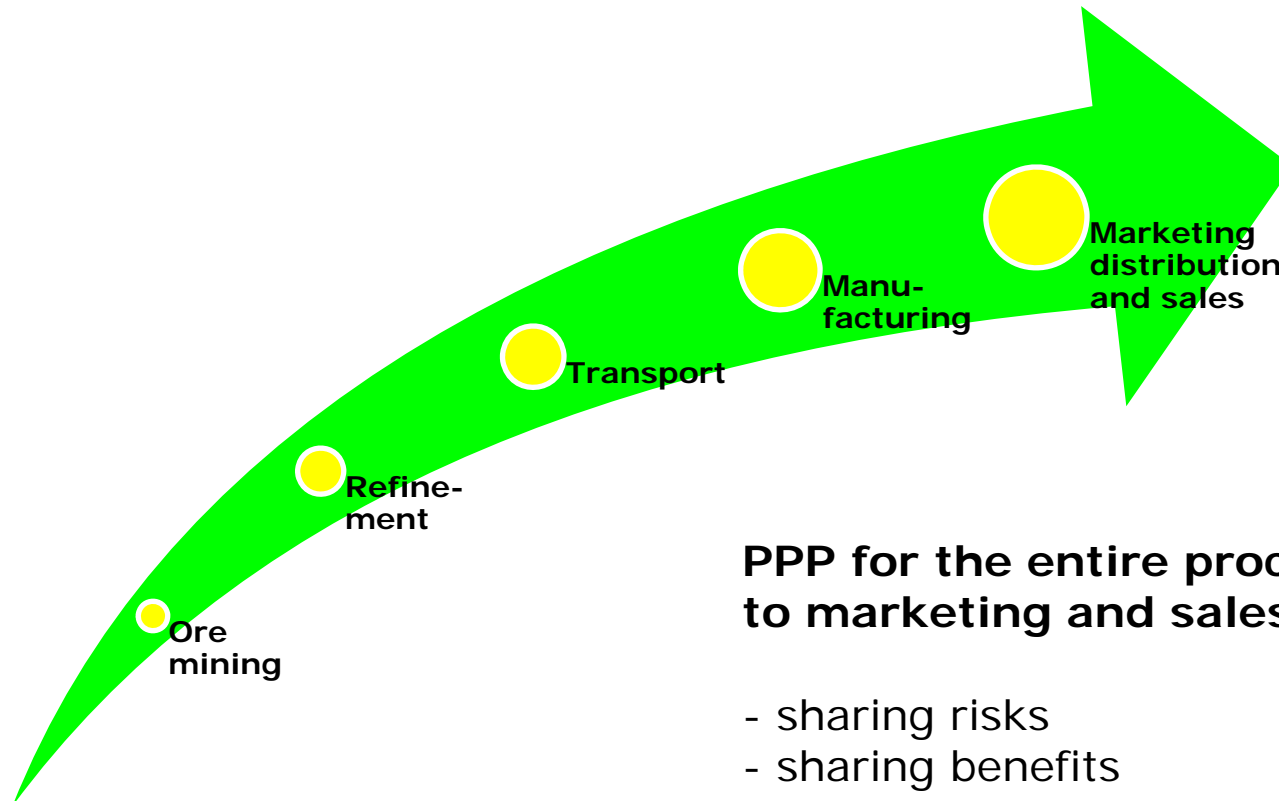 Marketing
distribution
and sales
Manu-
facturing
Transport
Refine-
ment
Ore
mining
PPP for the entire proc
to marketing and sales
- sharing risks
- sharing benefits